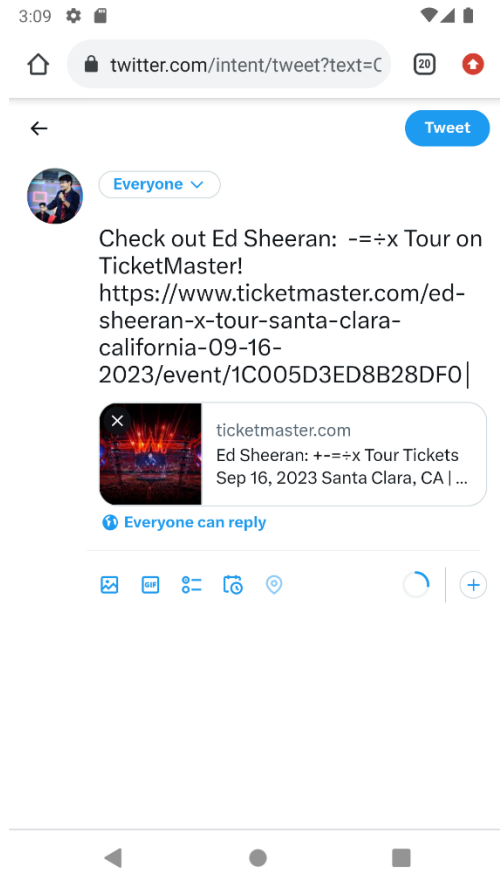 3:09
twitter.com/intent/tweet?text=C
20
Tweet
Everyone
Check out Ed Sheeran:  -=÷x Tour on
TicketMaster!
https://www.ticketmaster.com/ed-
sheeran-x-tour-santa-clara-
california-09-16-
2023/event/1C005D3ED8B28DF0
ticketmaster.com
Ed Sheeran: +-=÷x Tour Tickets
Sep 16, 2023 Santa Clara, CA | ...
Everyone can reply
GIF